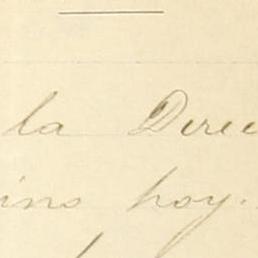 la Direc
ins hoy.